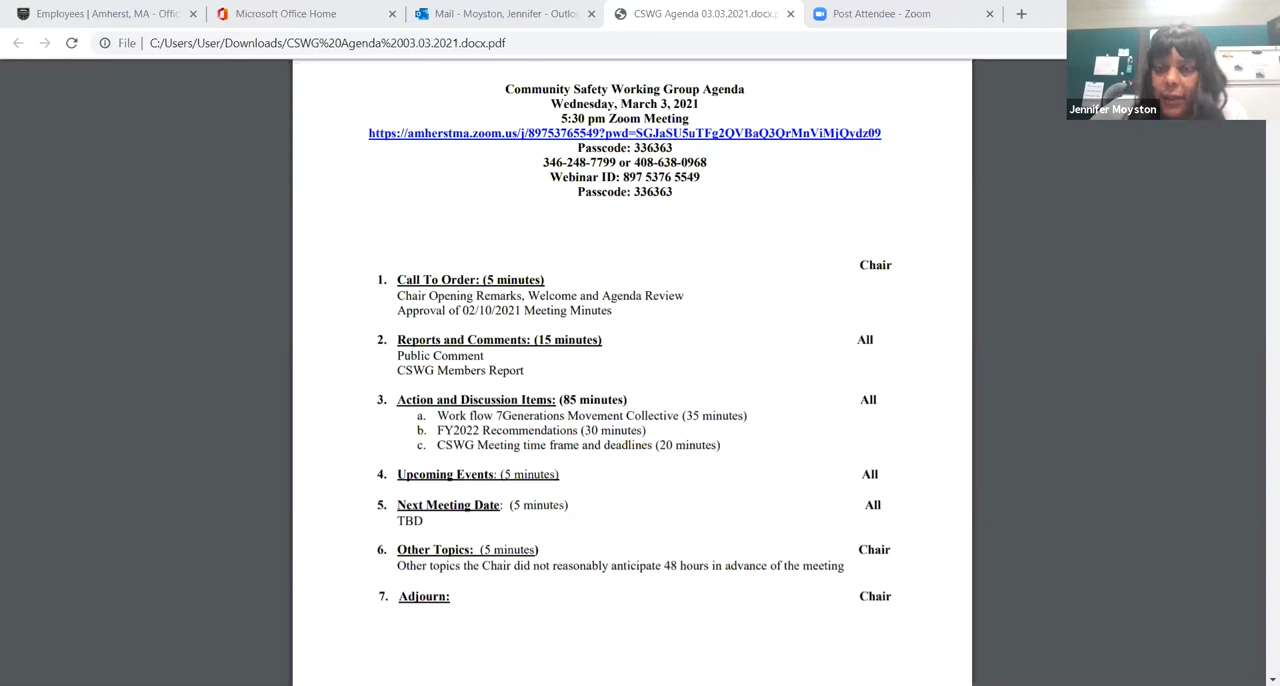 Employees | Amherst, MA - Offic
Microsoft Office Home
Mail - Moyston, Jennifer - Outlo
CSWG Agenda 03.03.2021.docx.p
Post Attendee - Zoom
File | C:/Users/User/Downloads/CSWG%20Agenda%2003.03.2021.docx.pdf
Jennifer Moyston
Community Safety Working Group Agenda
Wednesday, March 3, 2021
5:30 pm Zoom Meeting
https://amherstma.zoom.us/j/89753765549?pwd=SGJaSU5uTFg2QVBaQ3QrMnViMjQvdz09
Passcode: 336363
346-248-7799 or 408-638-0968
Webinar ID: 897 5376 5549
Passcode: 336363
Chair
1. Call To Order: (5 minutes)
Chair Opening Remarks, Welcome and Agenda Review
Approval of 02/10/2021 Meeting Minutes
2. Reports and Comments: (15 minutes) All
Public Comment
CSWG Members Report
3. Action and Discussion Items: (85 minutes) All
a. Work flow 7Generations Movement Collective (35 minutes)
b. FY2022 Recommendations (30 minutes)
c. CSWG Meeting time frame and deadlines (20 minutes)
4. Upcoming Events: (5 minutes) All
5. Next Meeting Date: (5 minutes) All
TBD
6. Other Topics: (5 minutes) Chair
Other topics the Chair did not reasonably anticipate 48 hours in advance of the meeting
7. Adjourn: Chair